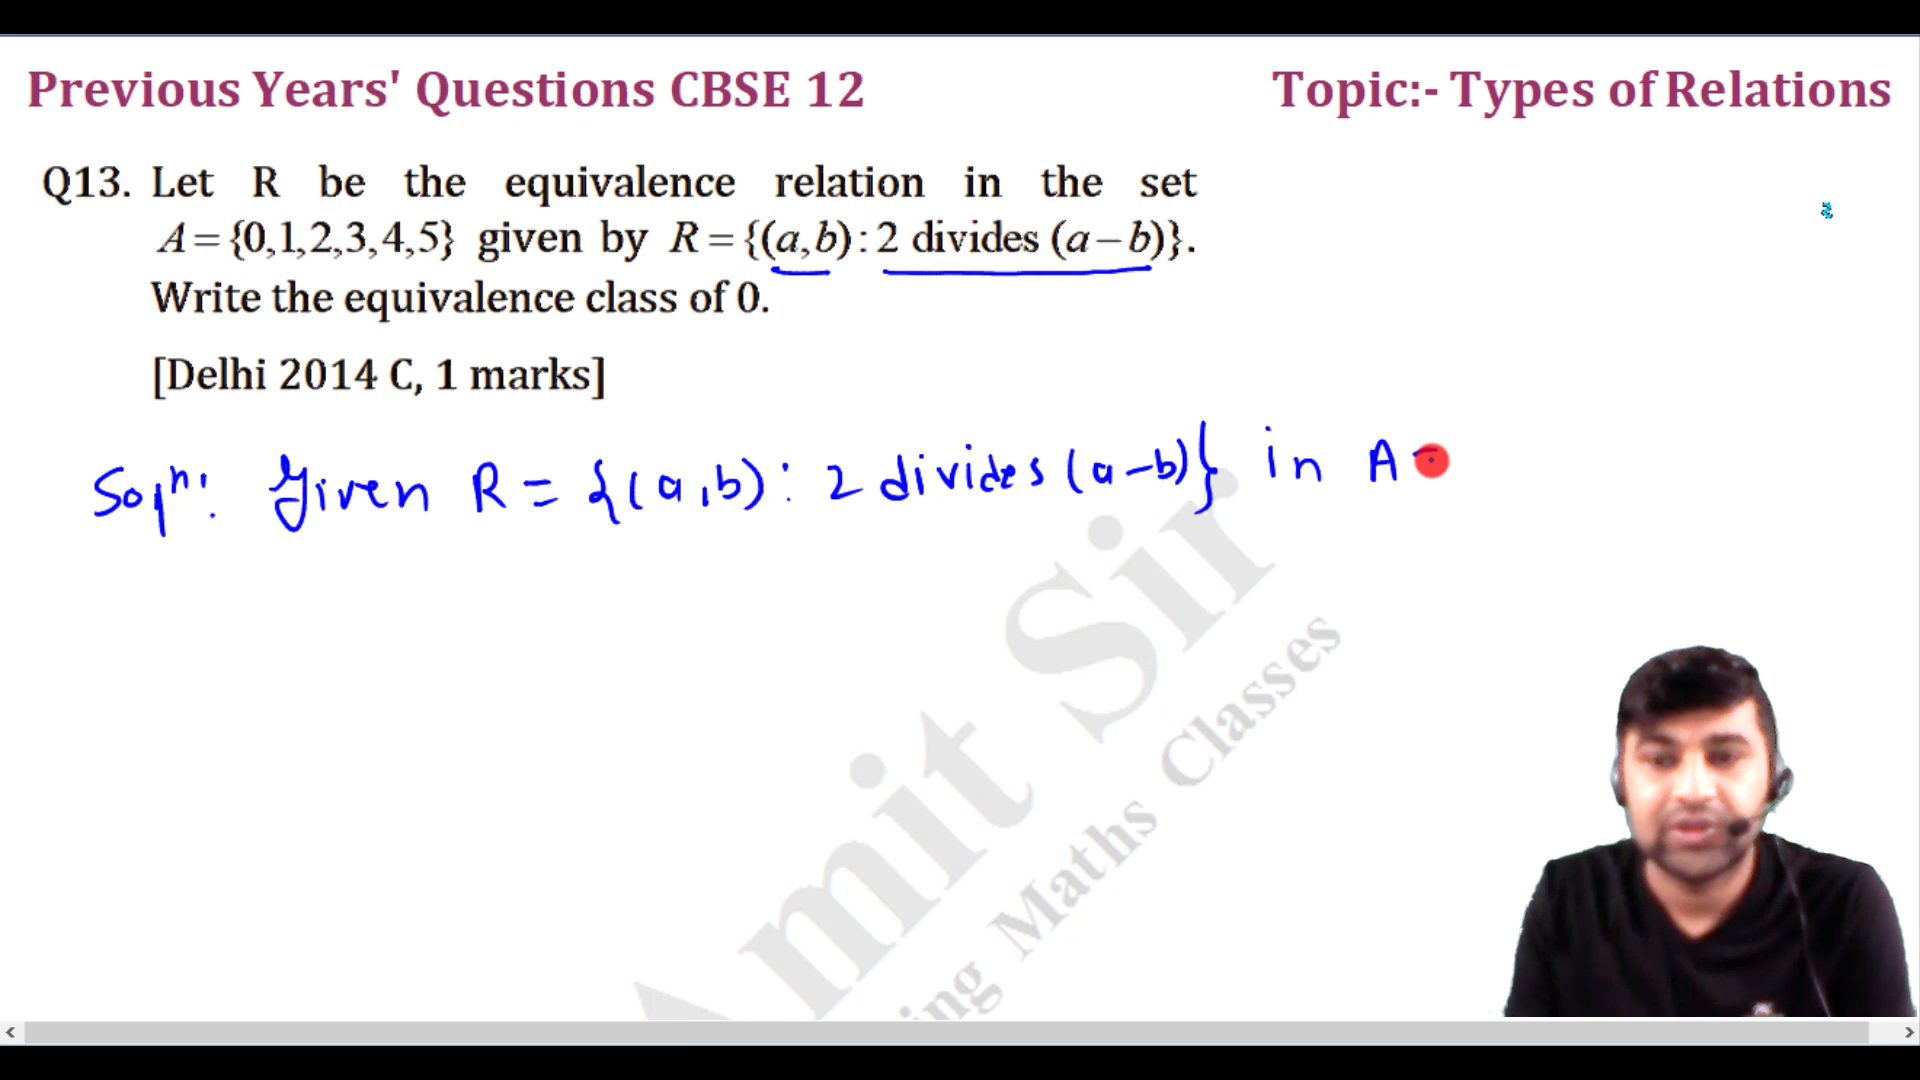 Previous Years' Questions CBSE 12
Topic:- Types of Relations
Q13. Let R be the equivalence relation in the set
A={0,1,2,3,4,5} given by R={(a,b):2 divides (a−b)}.
Write the equivalence class of 0.
[Delhi 2014 C, 1 marks]
Solⁿ: Given R = {(a,b): 2 divides (a-b)} in A =
Amit Sir
Maths Classes